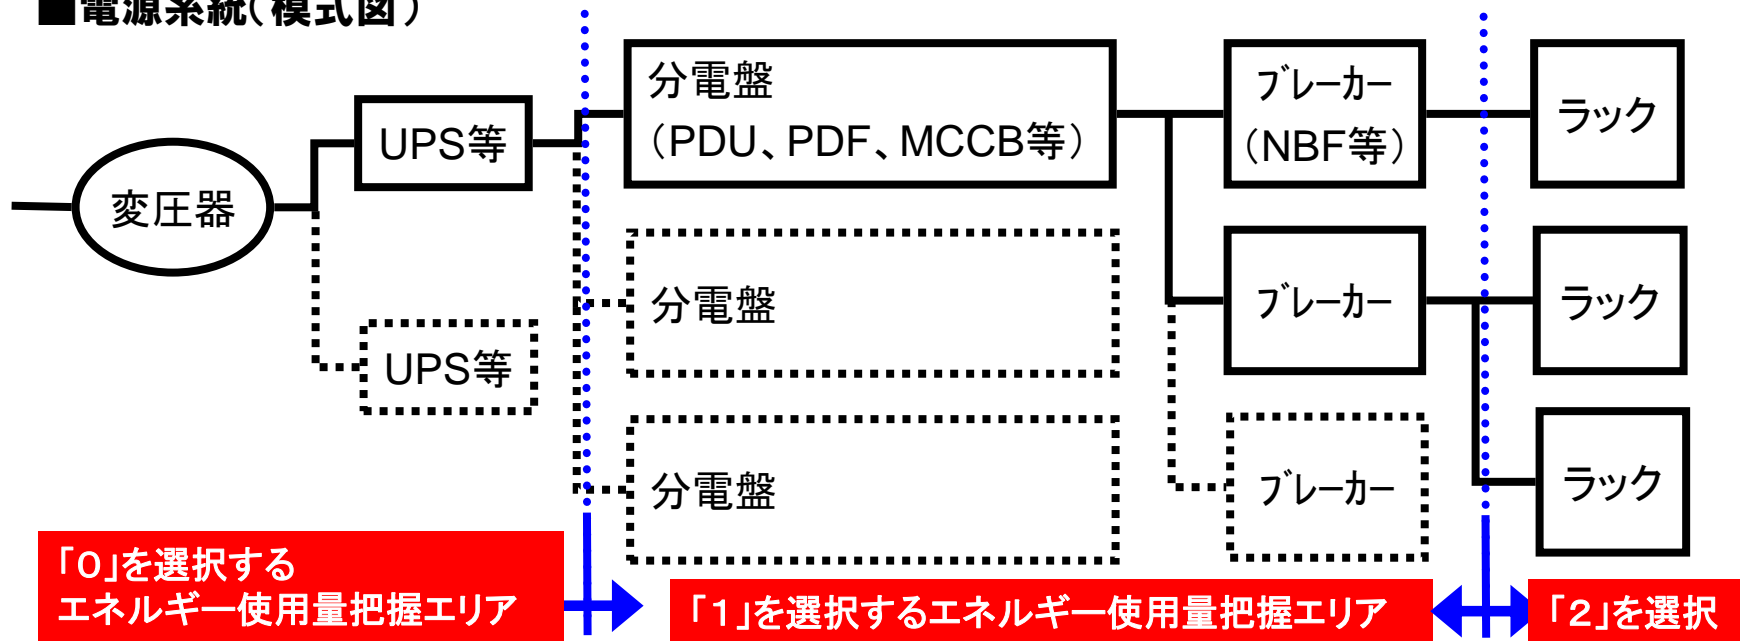 ■電源系統（模式図）
変圧器
UPS等
UPS等
分電盤
（PDU、PDF、MCCB等）
分電盤
分電盤
ブレーカー
（NBF等）
ブレーカー
ブレーカー
ラック
ラック
ラック
「０」を選択する
エネルギー使用量把握エリア
「１」を選択するエネルギー使用量把握エリア
「２」を選択